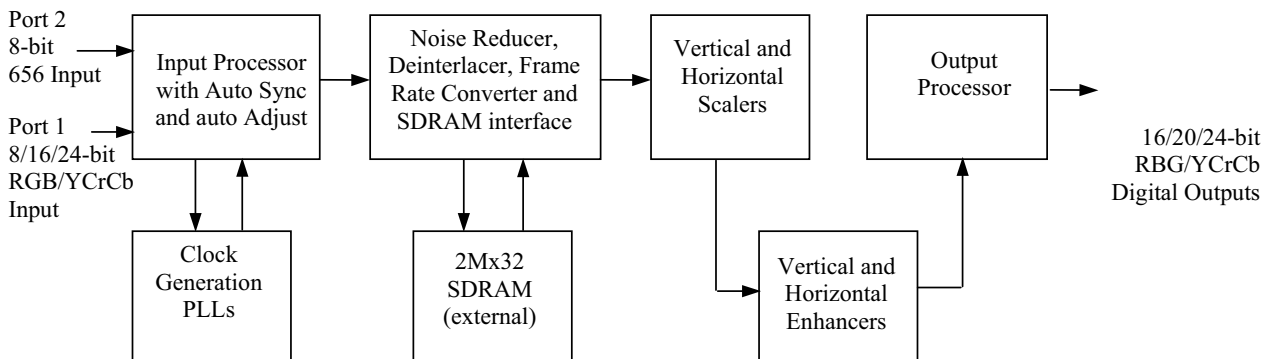 Port 2
8-bit
656 Input
Port 1
8/16/24-bit
RGB/YCrCb
Input
Input Processor
with Auto Sync
and auto Adjust
Noise Reducer,
Deinterlacer, Frame
Rate Converter and
SDRAM interface
Vertical and
Horizontal
Scalers
Output
Processor
16/20/24-bit
RBG/YCrCb
Digital Outputs
Clock
Generation
PLLs
2Mx32
SDRAM
(external)
Vertical and
Horizontal
Enhancers